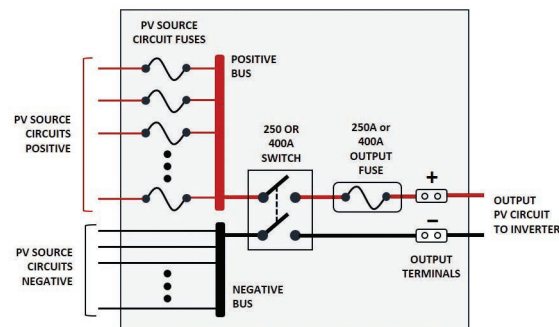 PV SOURCE
CIRCUIT FUSES
POSITIVE
BUS
PV SOURCE
CIRCUITS
POSITIVE
250 OR
400A
SWITCH
250A or
400A
OUTPUT
FUSE
+
OUTPUT
PV CIRCUIT
TO INVERTER
−
PV SOURCE
CIRCUITS
NEGATIVE
OUTPUT
TERMINALS
NEGATIVE
BUS